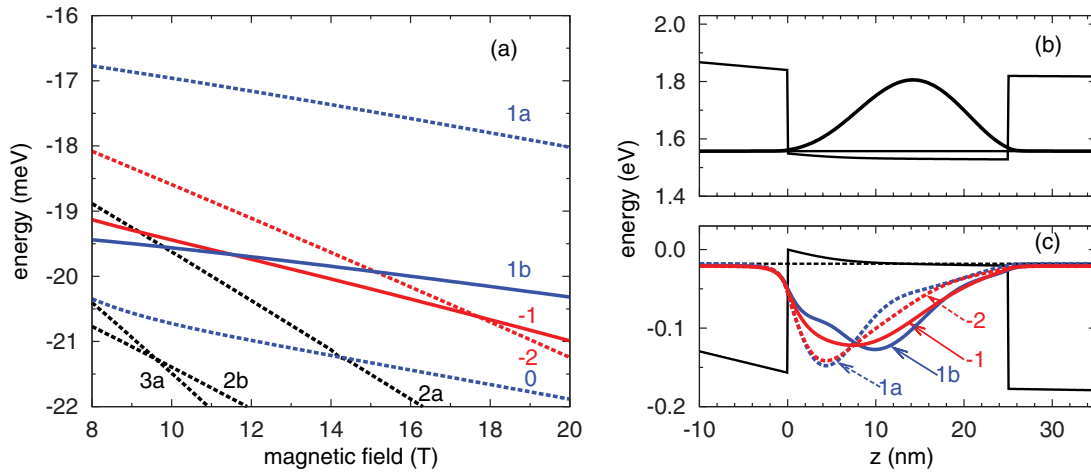 (a)
-16
-17
-18
-19
-20
-21
-22
energy (meV)
8
10
12
14
16
18
20
magnetic field (T)
1a
1b
-1
-2
0
3a
2b
2a
(b)
2.0
1.8
1.6
1.4
energy (eV)
(c)
0.0
-0.1
-0.2
-2
-1
1b
1a
-10
0
10
20
30
z (nm)